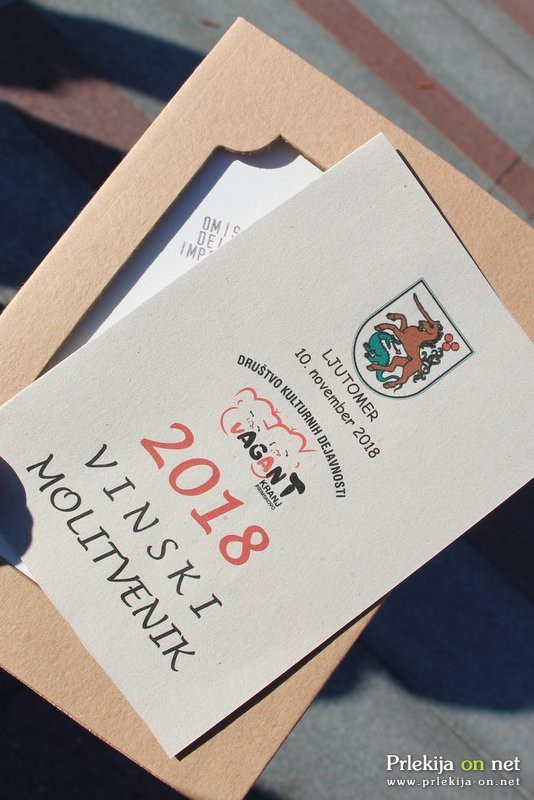 LJUTOMER
10. november 2018
DRUŠTVO KULTURNIH DEJAVNOSTI
VAGANT
KRANJ
PRIMSKOVO
2018
VINSKI
MOLITVENIK
Prlekija on net
www.prlekija-on.net